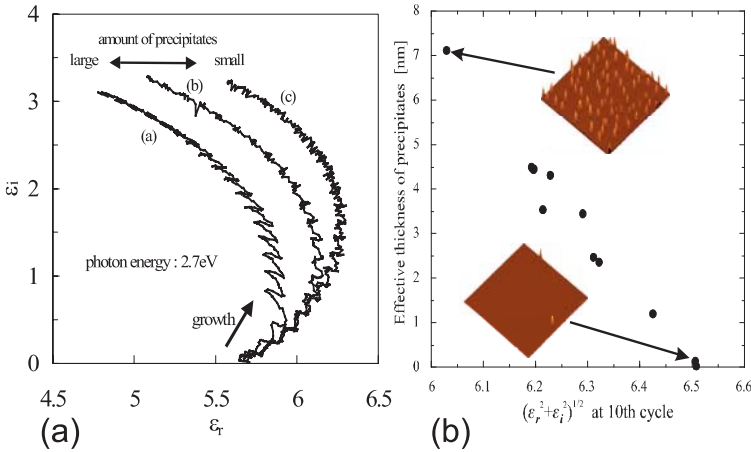 (a)
4
3
2
1
0
εi
amount of precipitates
large
small
(b)
(c)
(a)
photon energy : 2.7eV
growth
4.5
5
5.5
6
6.5
εr
(a)
(b)
8
7
6
5
4
3
2
1
0
Effective thickness of precipitates [nm]
6
6.1
6.2
6.3
6.4
6.5
6.6
(εr²+εi²)^1/2 at 10th cycle
(b)